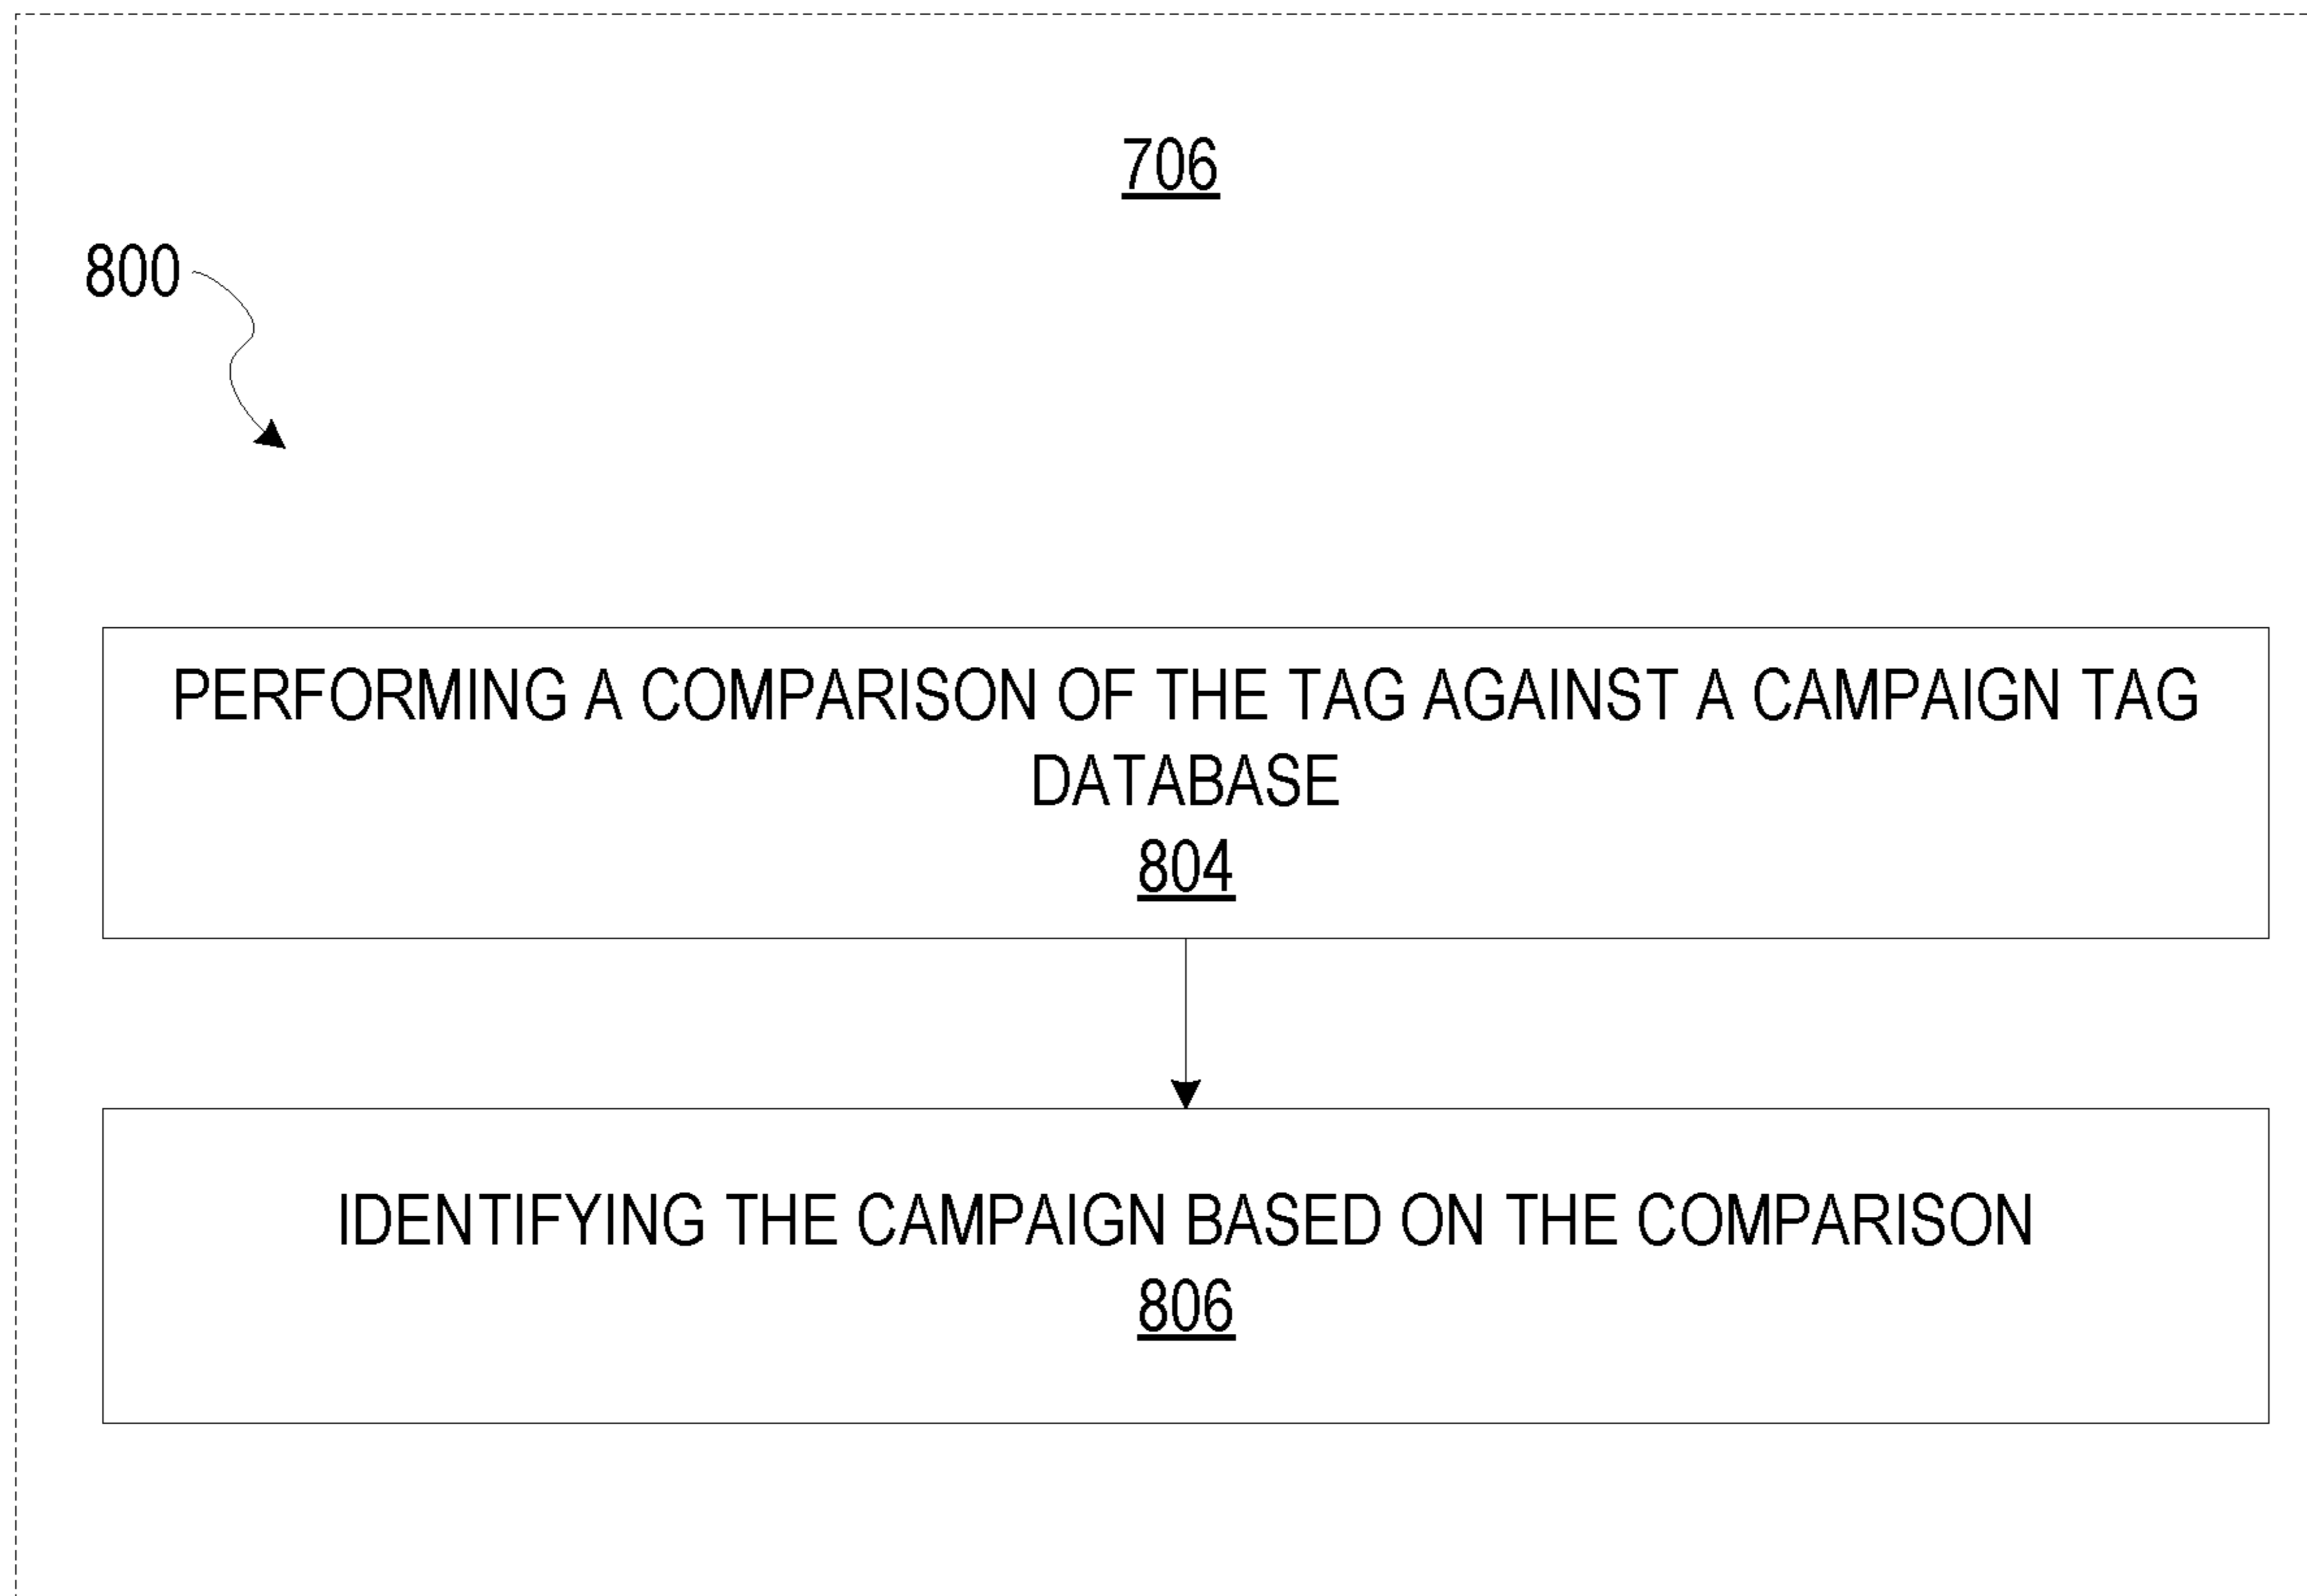 706
800
PERFORMING A COMPARISON OF THE TAG AGAINST A CAMPAIGN TAG
DATABASE
804
IDENTIFYING THE CAMPAIGN BASED ON THE COMPARISON
806